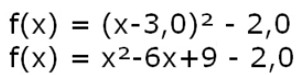 f(x) = (x-3,0)² - 2,0
f(x) = x²-6x+9 - 2,0